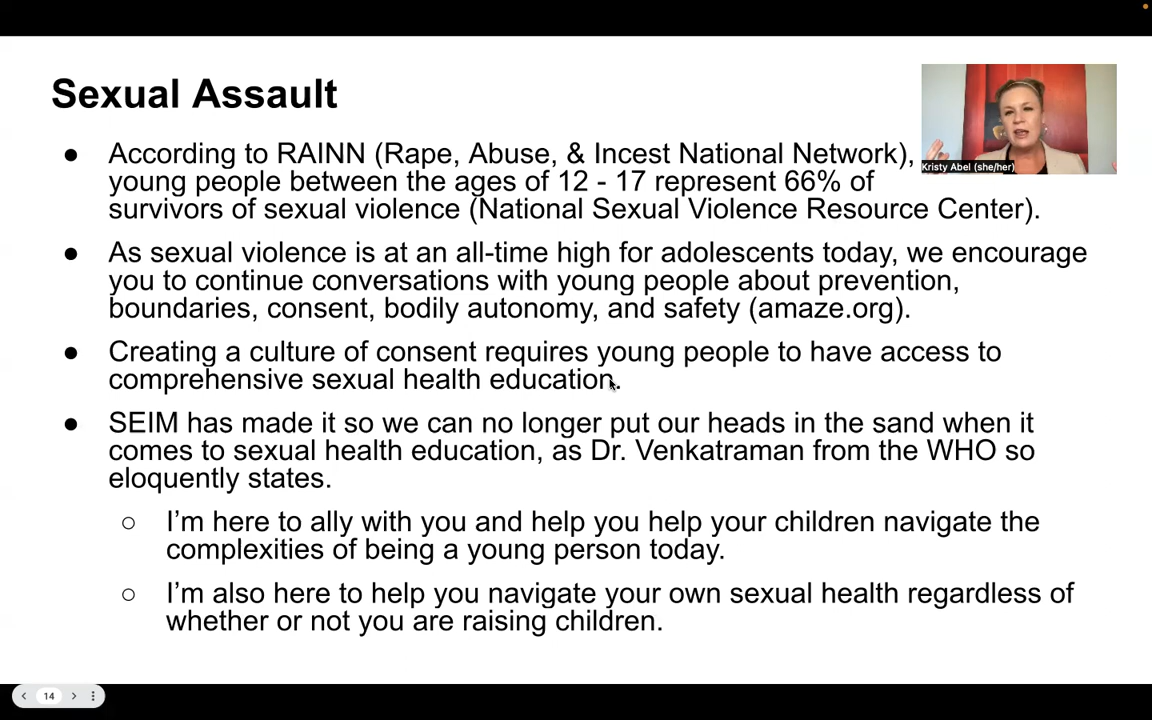 Sexual Assault
● According to RAINN (Rape, Abuse, & Incest National Network),
young people between the ages of 12 - 17 represent 66% of
survivors of sexual violence (National Sexual Violence Resource Center).
● As sexual violence is at an all-time high for adolescents today, we encourage
you to continue conversations with young people about prevention,
boundaries, consent, bodily autonomy, and safety (amaze.org).
● Creating a culture of consent requires young people to have access to
comprehensive sexual health education.
● SEIM has made it so we can no longer put our heads in the sand when it
comes to sexual health education, as Dr. Venkatraman from the WHO so
eloquently states.
○ I’m here to ally with you and help you help your children navigate the
complexities of being a young person today.
○ I’m also here to help you navigate your own sexual health regardless of
whether or not you are raising children.
Kristy Abel (she/her)
14